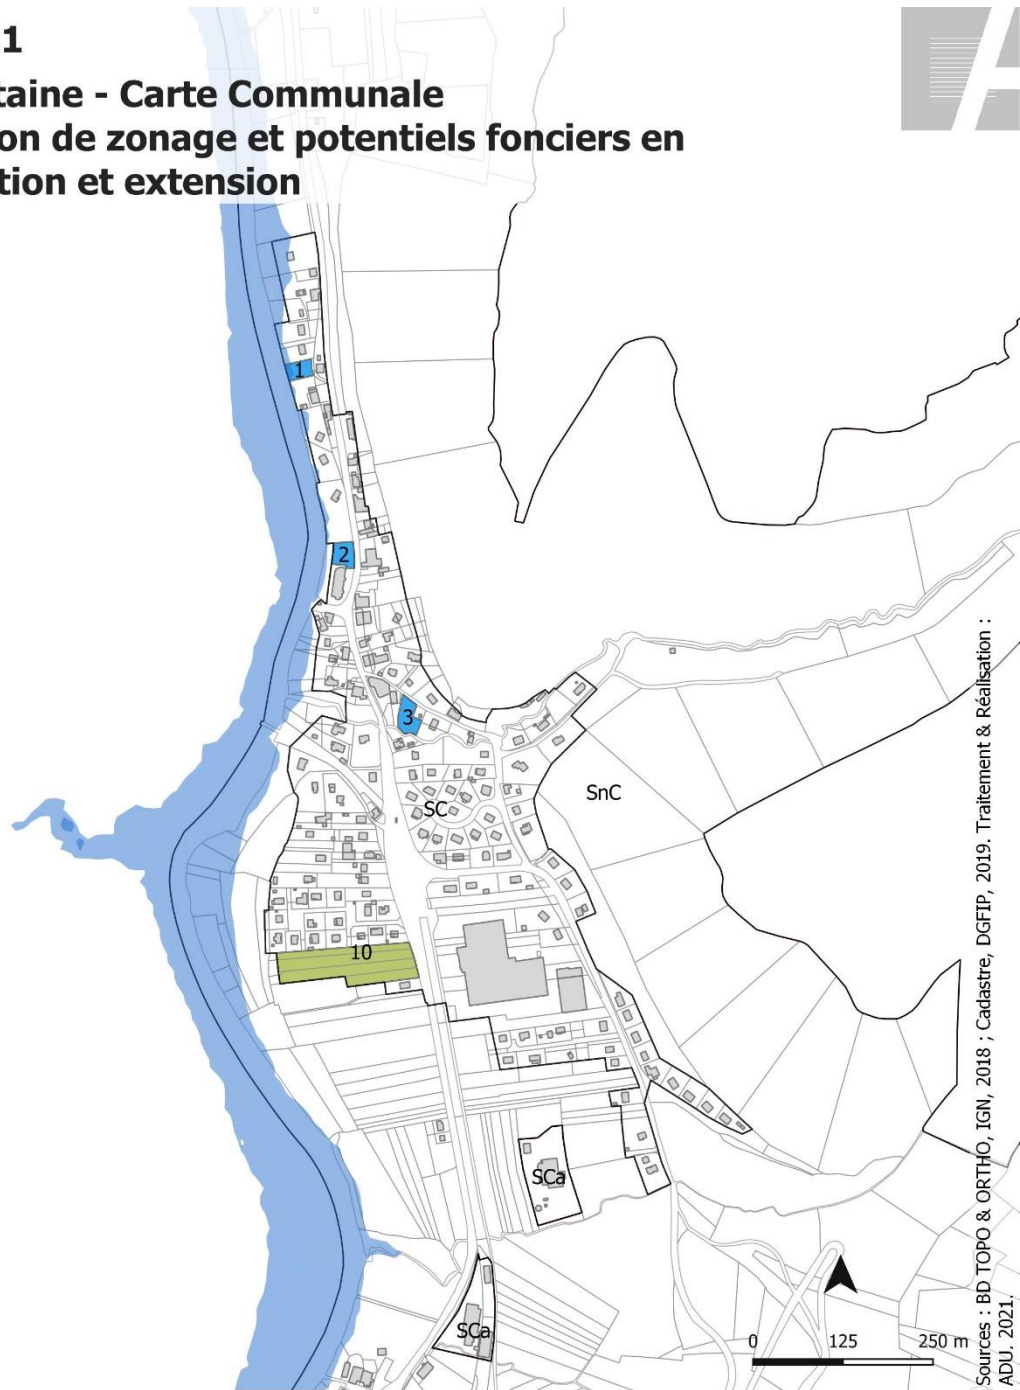 1
taine - Carte Communale
on de zonage et potentiels fonciers en
tion et extension
1
2
3
SnC
SC
10
SCa
SCa
0 125 250 m
Sources : BD TOPO & ORTHO, IGN, 2018 ; Cadastre, DGFIP, 2019. Traitement & Réalisation :
ADU. 2021.